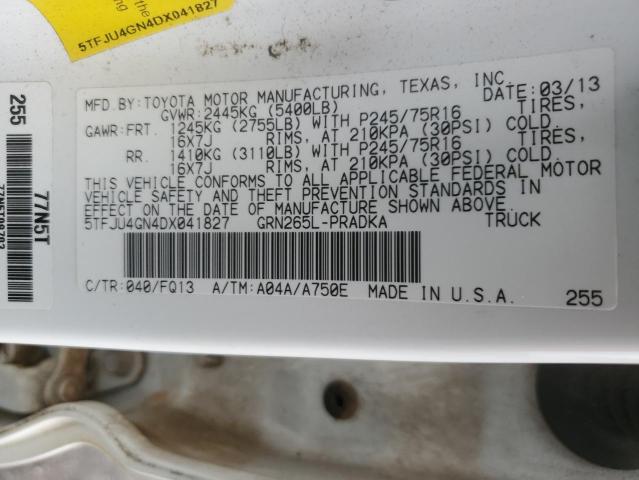 the
5TFJU4GN4DX041827
255
77N5T
MFD.BY:TOYOTA MOTOR MANUFACTURING, TEXAS, INC. DATE:03/13
GVWR:2445KG (5400LB)
GAWR:FRT. 1245KG (2755LB) WITH P245/75R16 TIRES,
16X7J RIMS, AT 210KPA (30PSI) COLD.
RR. 1410KG (3110LB) WITH P245/75R16 TIRES,
16X7J RIMS, AT 210KPA (30PSI) COLD.
THIS VEHICLE CONFORMS TO ALL APPLICABLE FEDERAL MOTOR
VEHICLE SAFETY AND THEFT PREVENTION STANDARDS IN
EFFECT ON THE DATE OF MANUFACTURE SHOWN ABOVE.
5TFJU4GN4DX041827 GRN265L-PRADKA TRUCK
C/TR:040/FQ13 A/TM:A04A/A750E MADE IN U.S.A. 255